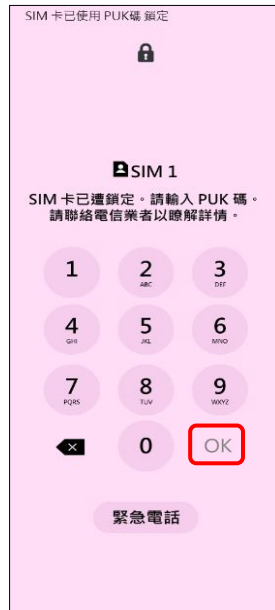 SIM 卡已使用 PUK碼 鎖定
SIM 1
SIM 卡已遭鎖定。請輸入 PUK 碼。
請聯絡電信業者以瞭解詳情。
1 2 3
ABC DEF
4 5 6
GHI JKL MNO
7 8 9
PQRS TUV WXYZ
0 OK
緊急電話